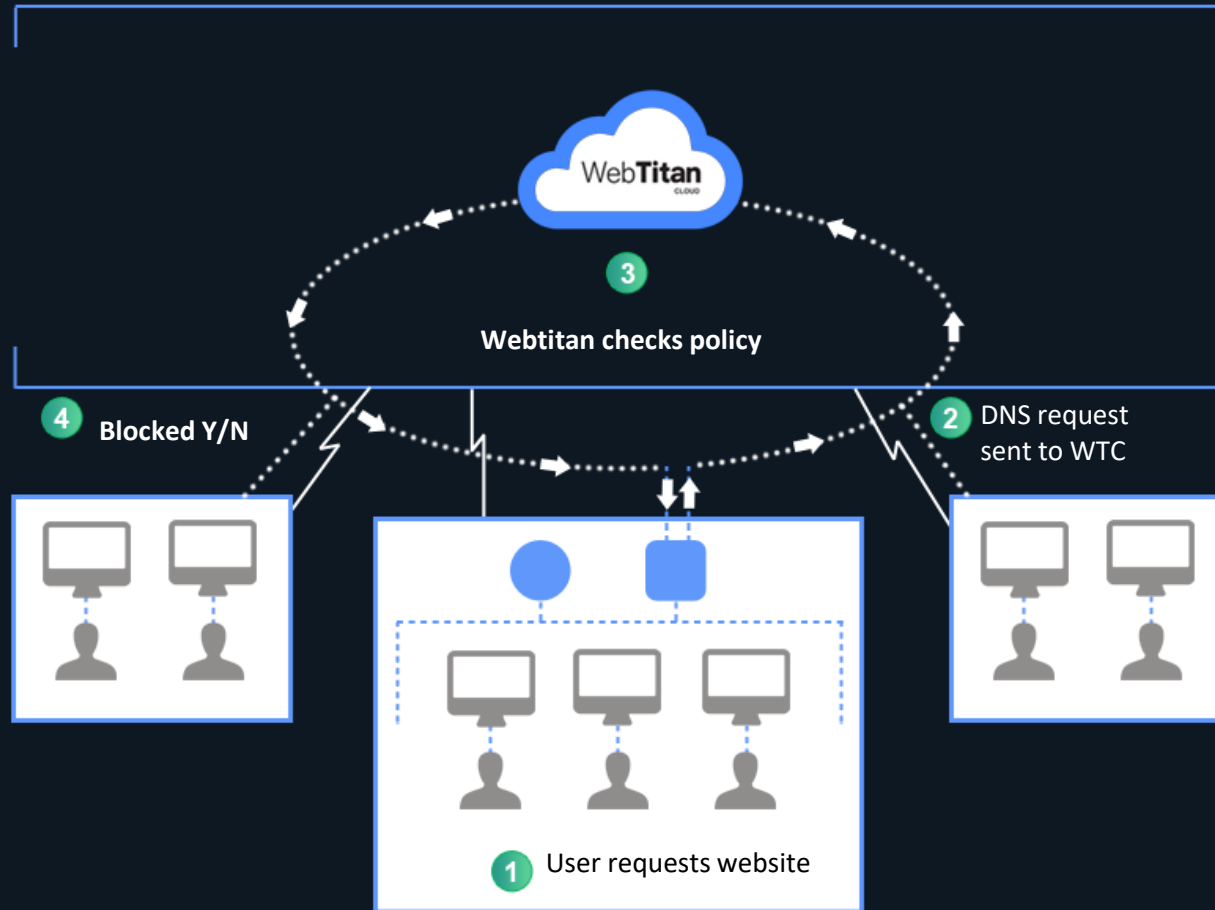 WebTitan
CLOUD
3
Webtitan checks policy
4 Blocked Y/N
2 DNS request
sent to WTC
1 User requests website